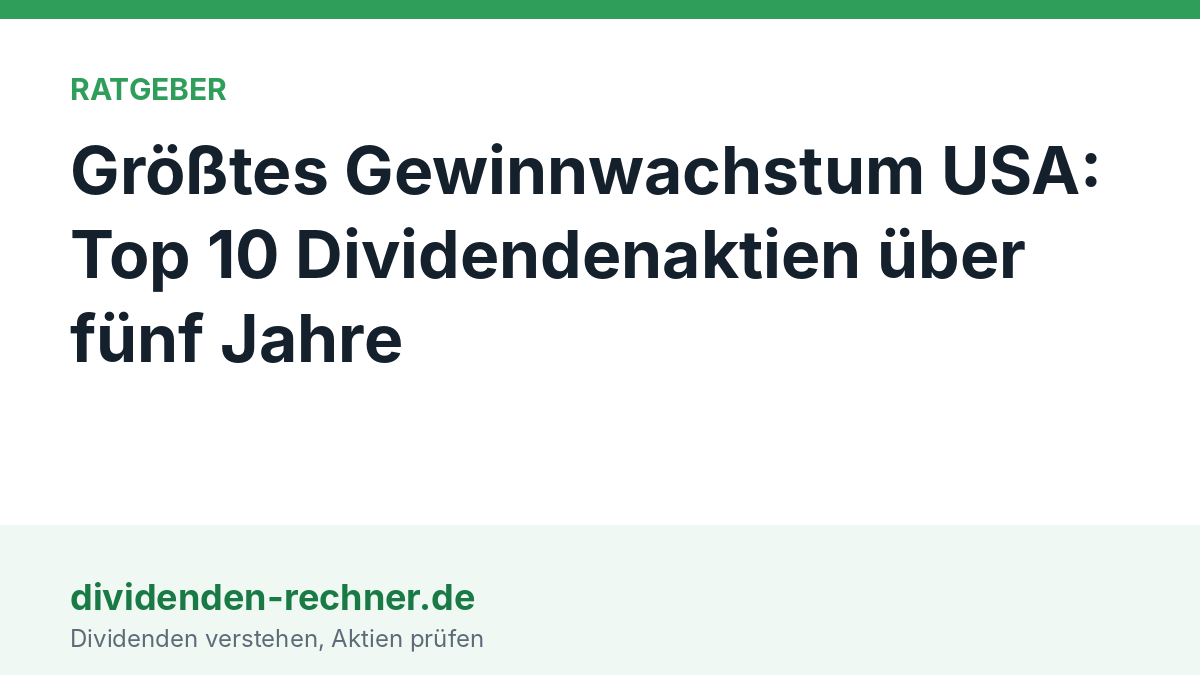 RATGEBER
Größtes Gewinnwachstum USA:
Top 10 Dividendenaktien über
fünf Jahre
dividenden-rechner.de
Dividenden verstehen, Aktien prüfen